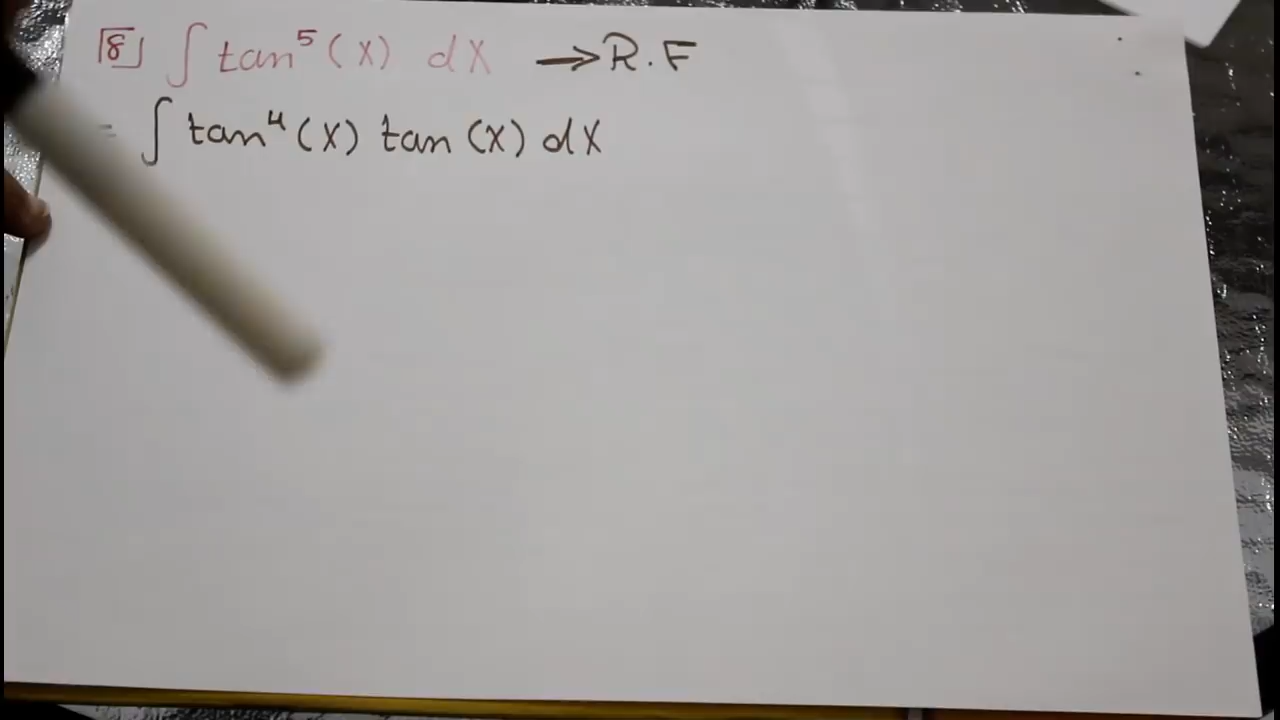 8 ∫ tan⁵(x) dx → R.F
= ∫ tan⁴(x) tan(x) dx